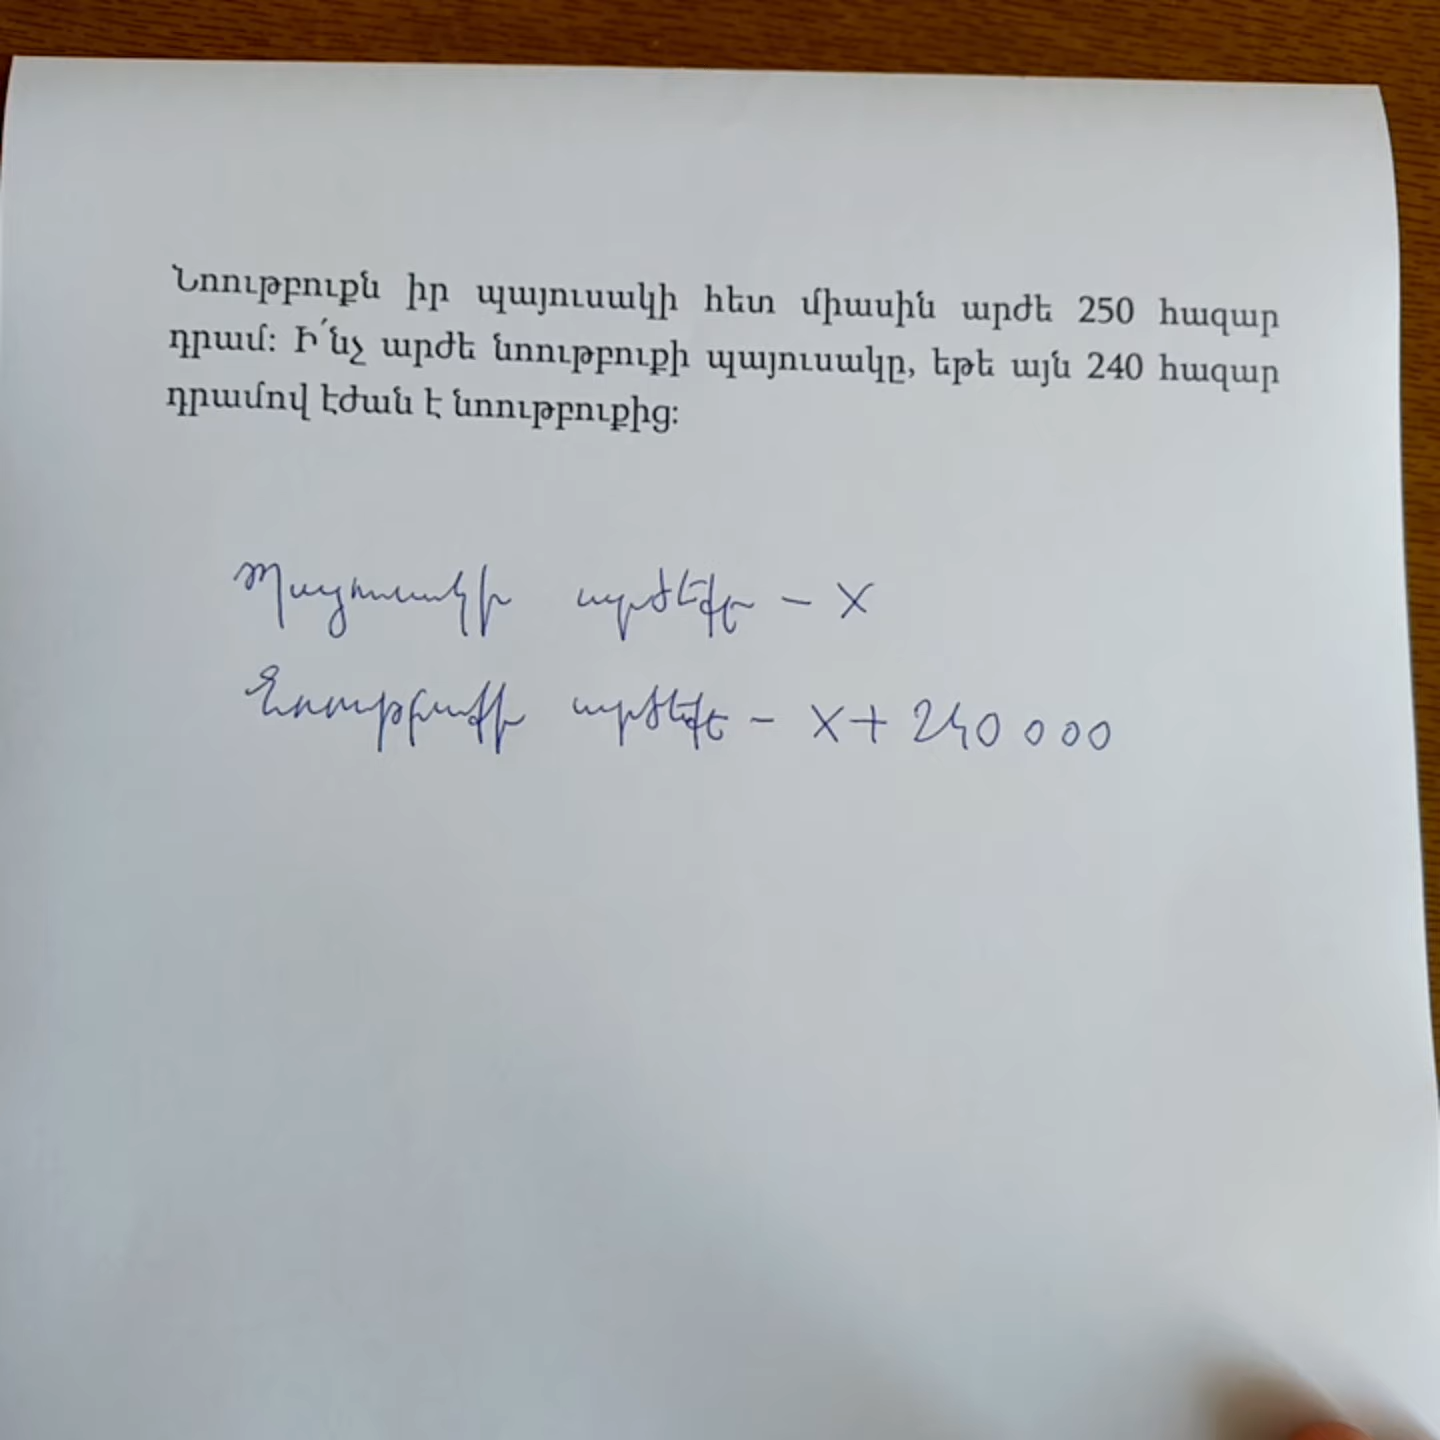 Նոութբուքն իր պայուսակի հետ միասին արժե 250 հազար
դրամ: Ի՛նչ արժե նոութբուքի պայուսակը, եթե այն 240 հազար
դրամով էժան է նոութբուքից:
Պայուսակի արժեքը – x
Նոութբուքի արժեքը – x + 240 000